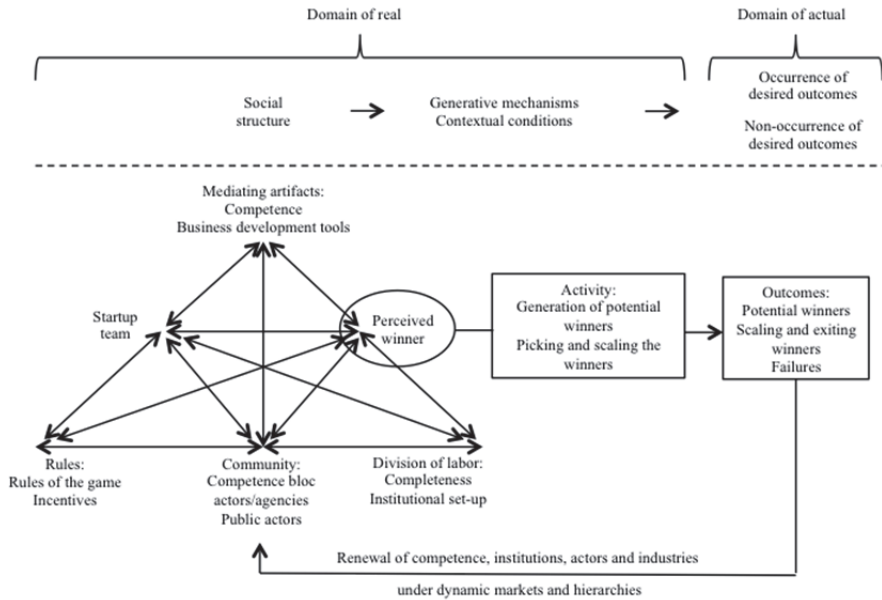 Domain of real
Domain of actual
Social
structure
Generative mechanisms
Contextual conditions
Occurrence of
desired outcomes
Non-occurrence of
desired outcomes
Mediating artifacts:
Competence
Business development tools
Startup
team
Perceived
winner
Activity:
Generation of potential
winners
Picking and scaling the
winners
Outcomes:
Potential winners
Scaling and exiting
winners
Failures
Rules:
Rules of the game
Incentives
Community:
Competence bloc
actors/agencies
Public actors
Division of labor:
Completeness
Institutional set-up
Renewal of competence, institutions, actors and industries
under dynamic markets and hierarchies